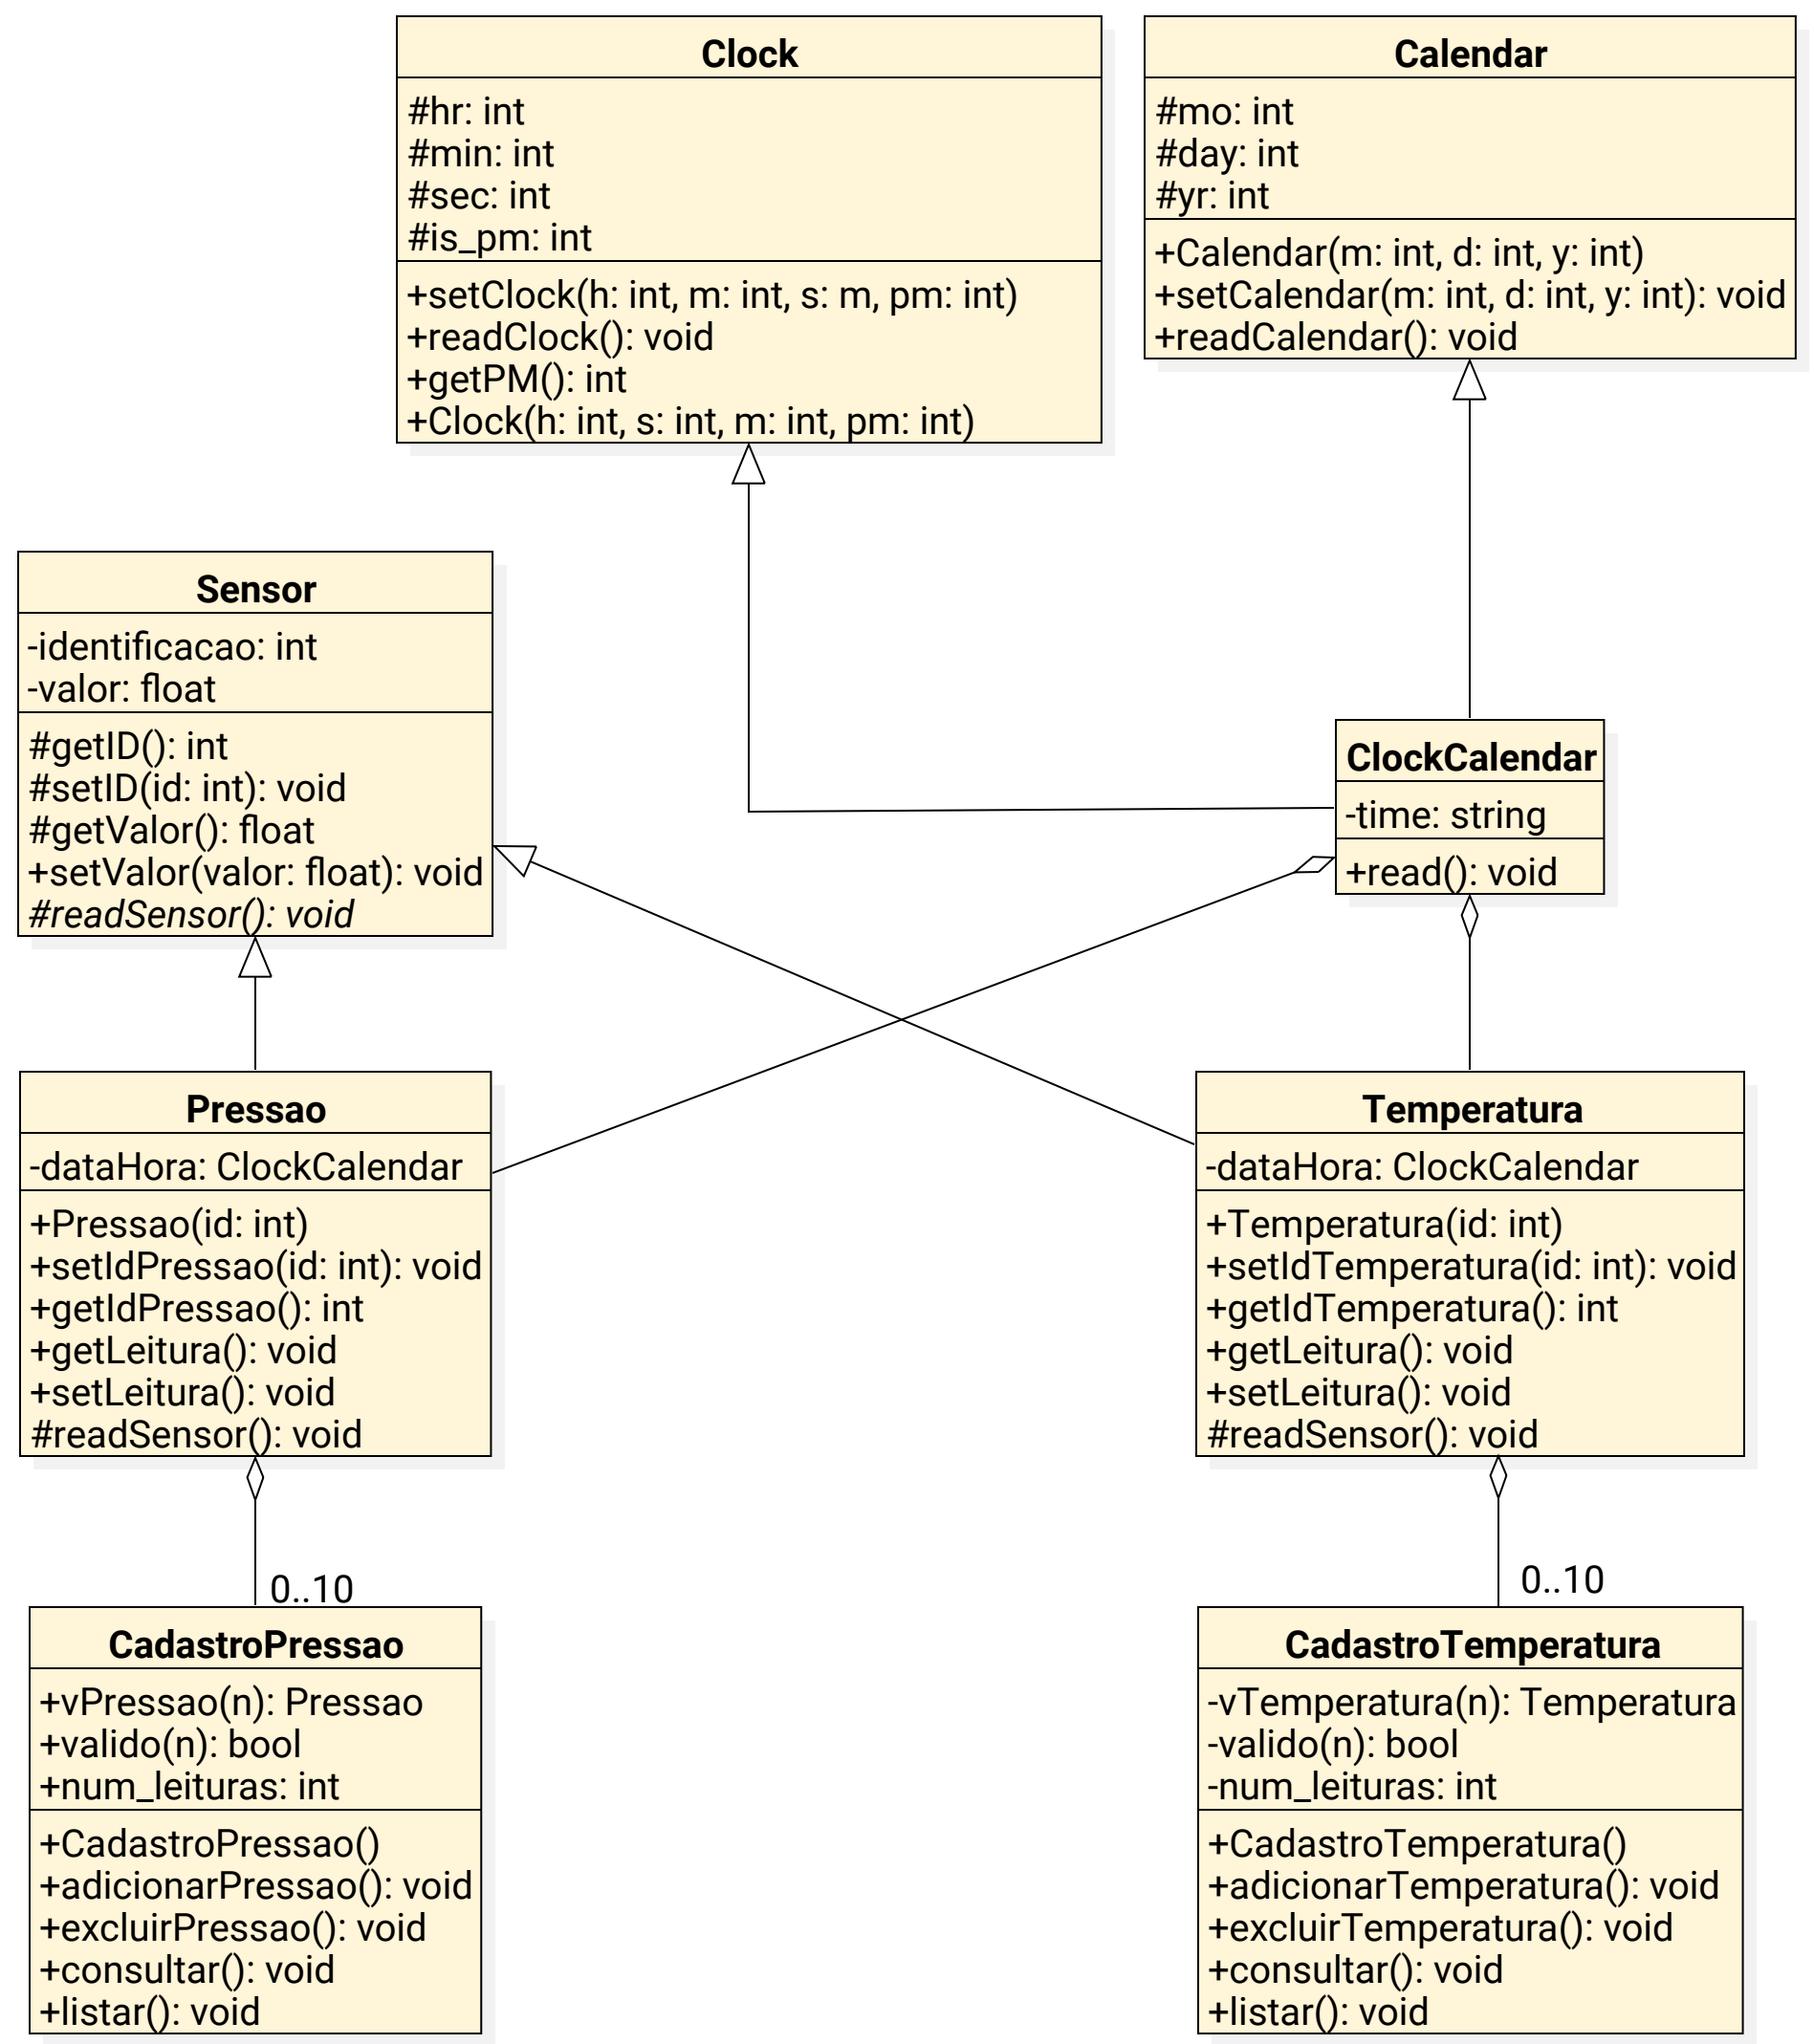 Clock
#hr: int
#min: int
#sec: int
#is_pm: int
+setClock(h: int, m: int, s: m, pm: int)
+readClock(): void
+getPM(): int
+Clock(h: int, s: int, m: int, pm: int)
Calendar
#mo: int
#day: int
#yr: int
+Calendar(m: int, d: int, y: int)
+setCalendar(m: int, d: int, y: int): void
+readCalendar(): void
Sensor
-identificacao: int
-valor: float
#getID(): int
#setID(id: int): void
#getValor(): float
+setValor(valor: float): void
#readSensor(): void
ClockCalendar
-time: string
+read(): void
Pressao
-dataHora: ClockCalendar
+Pressao(id: int)
+setIdPressao(id: int): void
+getIdPressao(): int
+getLeitura(): void
+setLeitura(): void
#readSensor(): void
Temperatura
-dataHora: ClockCalendar
+Temperatura(id: int)
+setIdTemperatura(id: int): void
+getIdTemperatura(): int
+getLeitura(): void
+setLeitura(): void
#readSensor(): void
0..10
0..10
CadastroPressao
+vPressao(n): Pressao
+valido(n): bool
+num_leituras: int
+CadastroPressao()
+adicionarPressao(): void
+excluirPressao(): void
+consultar(): void
+listar(): void
CadastroTemperatura
-vTemperatura(n): Temperatura
-valido(n): bool
-num_leituras: int
+CadastroTemperatura()
+adicionarTemperatura(): void
+excluirTemperatura(): void
+consultar(): void
+listar(): void